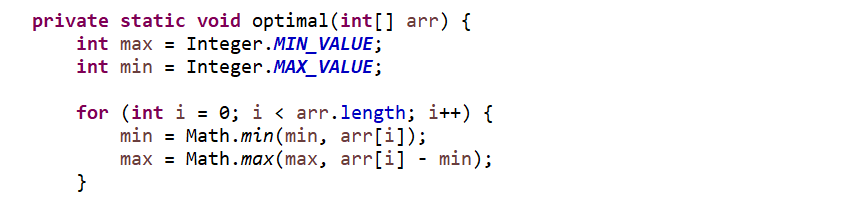 private static void optimal(int[] arr) {
int max = Integer.MIN_VALUE;
int min = Integer.MAX_VALUE;
for (int i = 0; i < arr.length; i++) {
min = Math.min(min, arr[i]);
max = Math.max(max, arr[i] - min);
}